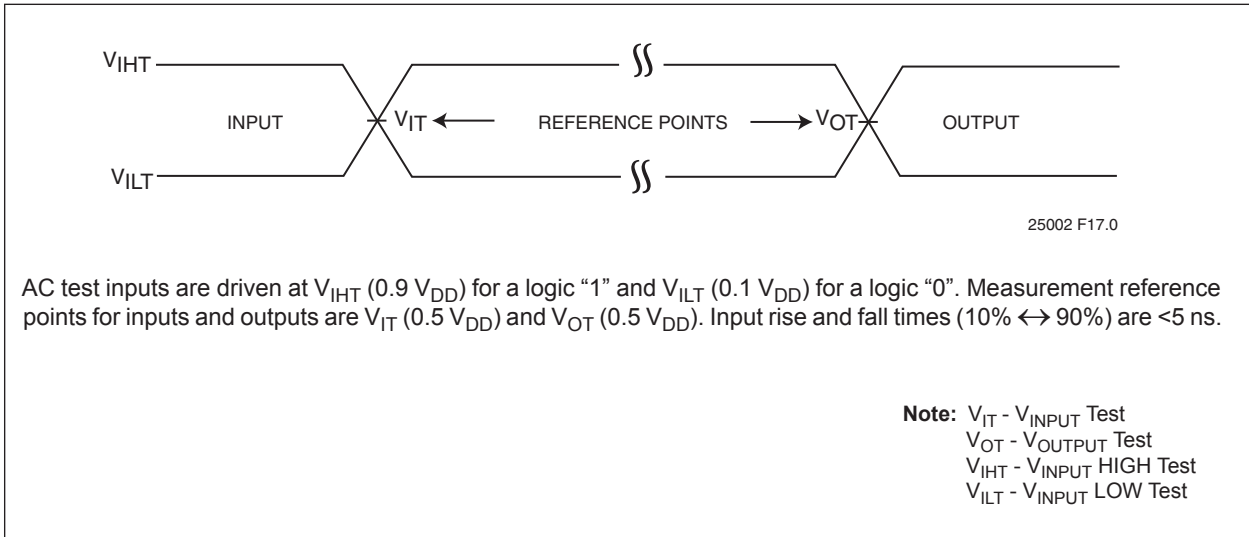 VIHT
INPUT
VIT
REFERENCE POINTS
VOT
OUTPUT
VILT
25002 F17.0
AC test inputs are driven at VIHT (0.9 VDD) for a logic “1” and VILT (0.1 VDD) for a logic “0”. Measurement reference
points for inputs and outputs are VIT (0.5 VDD) and VOT (0.5 VDD). Input rise and fall times (10% ↔ 90%) are <5 ns.
Note: VIT - VINPUT Test
VOT - VOUTPUT Test
VIHT - VINPUT HIGH Test
VILT - VINPUT LOW Test